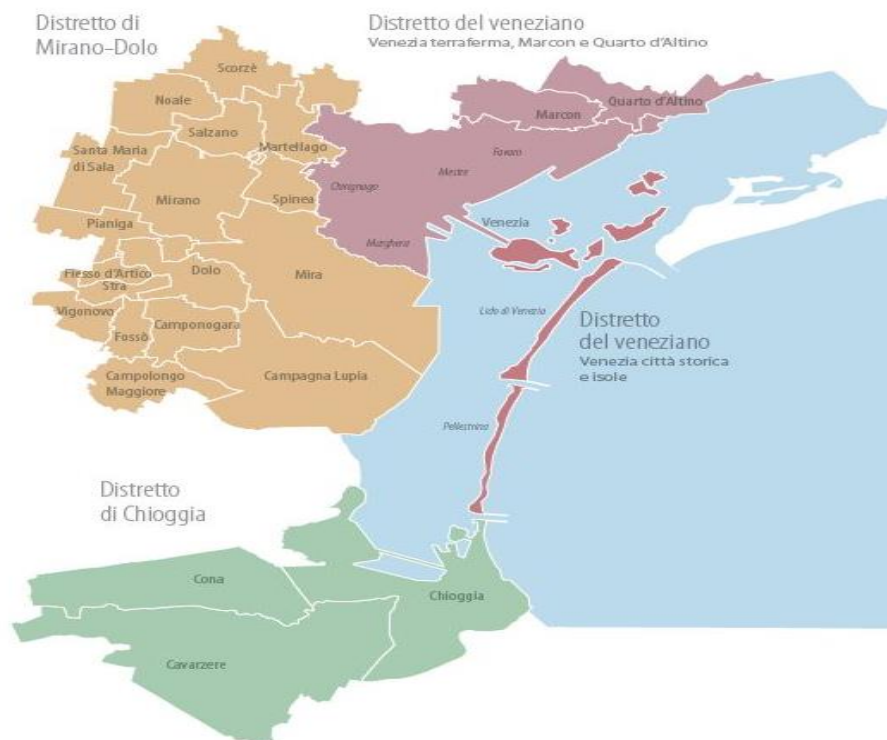 Distretto di
Mirano–Dolo
Distretto del veneziano
Venezia terraferma, Marcon e Quarto d'Altino
Scorzè
Noale
Salzano
Martellago
Santa Maria
di Sala
Mirano
Spinea
Pianiga
Fiesso d'Artico
Stra
Dolo
Mira
Vigonovo
Fossò
Camponogara
Campolongo
Maggiore
Campagna Lupia
Marcon
Quarto d'Altino
Favaro
Mestre
Chirignago
Marghera
Venezia
Lido di Venezia
Distretto
del veneziano
Venezia città storica
e isole
Pellestrina
Distretto
di Chioggia
Cona
Chioggia
Cavarzere